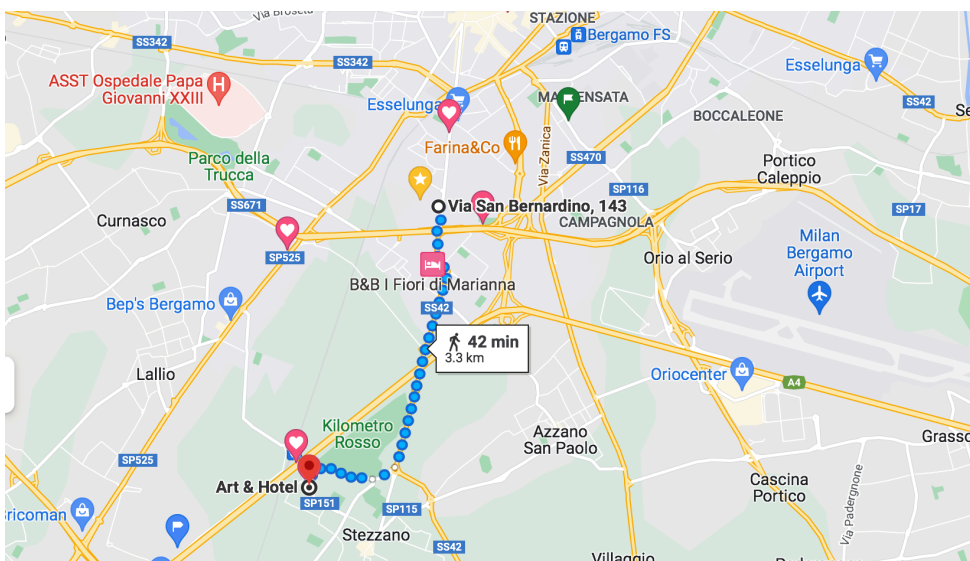 Via Broseta
STAZIONE
Bergamo FS
SS342
SS342
Esselunga
ASST Ospedale Papa
Giovanni XXIII
Esselunga
MALPENSATA
SS42
BOCCALEONE
Farina&Co
Via Zanica
SS470
Parco della
Trucca
Portico
Caleppio
SP116
SS671
Via San Bernardino, 143
SP17
Curnasco
CAMPAGNOLA
SP525
Orio al Serio
Milan
Bergamo
Airport
B&B I Fiori di Marianna
Bep's Bergamo
SS42
42 min
3.3 km
Lallio
Oriocenter
A4
Kilometro
Rosso
Azzano
San Paolo
Grasso
SP525
Art & Hotel
SP151
SP115
Cascina
Portico
Via Padergnone
Bricoman
Stezzano
SS42
Villaggio